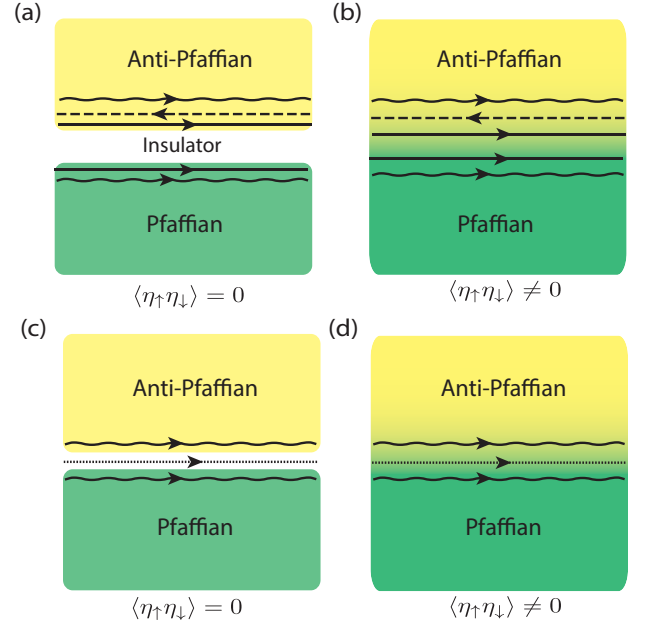 (a)
Anti-Pfaffian
Insulator
Pfaffian
⟨η↑η↓⟩ = 0
(b)
Anti-Pfaffian
Pfaffian
⟨η↑η↓⟩ ≠ 0
(c)
Anti-Pfaffian
Pfaffian
⟨η↑η↓⟩ = 0
(d)
Anti-Pfaffian
Pfaffian
⟨η↑η↓⟩ ≠ 0